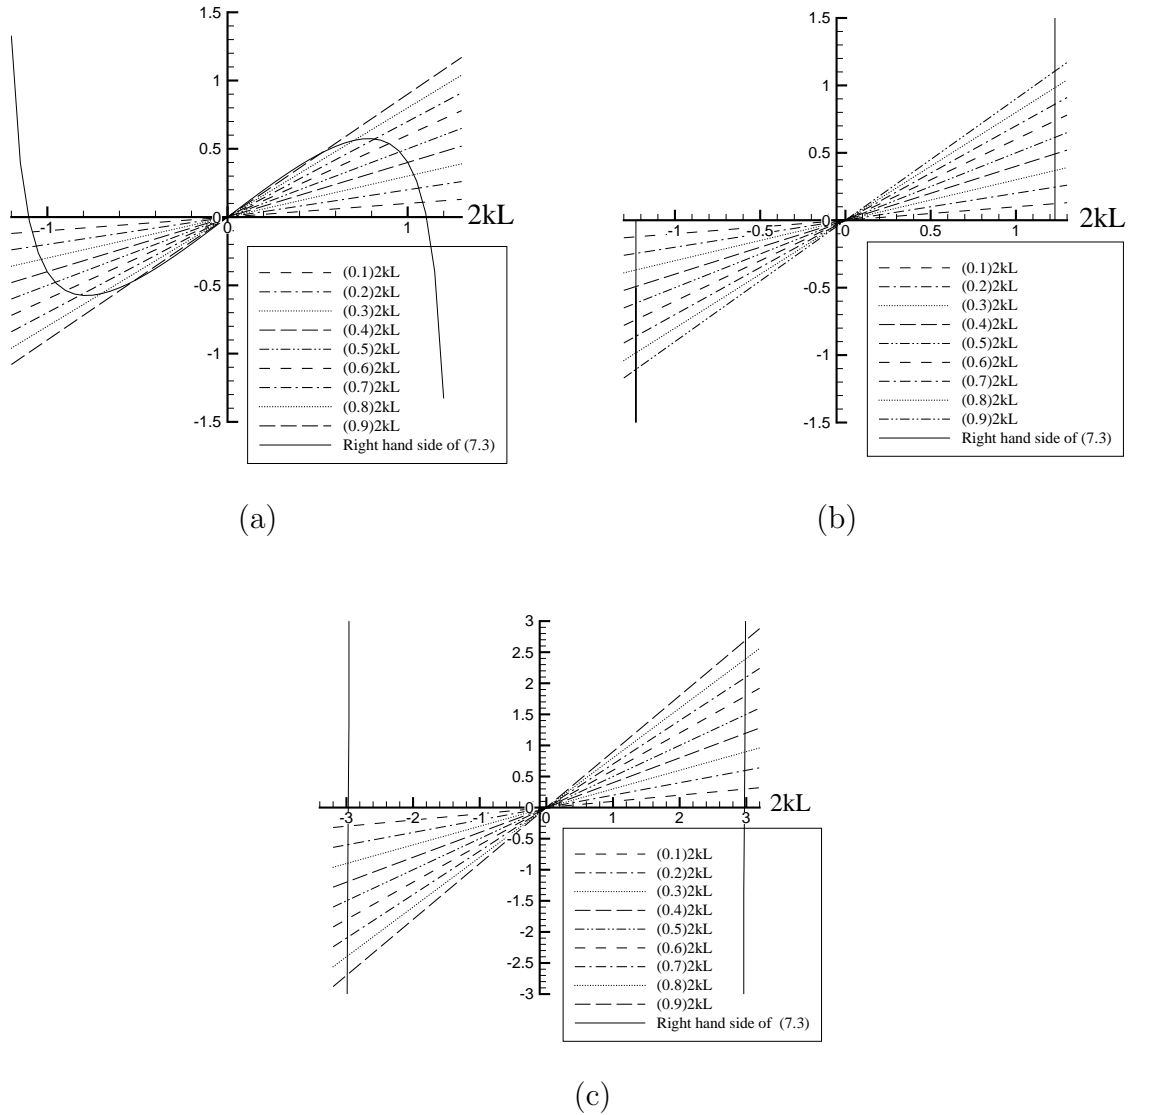 1.5
1
0.5
0
-0.5
-1
-1.5
-1
0
1
2kL
(0.1)2kL
(0.2)2kL
(0.3)2kL
(0.4)2kL
(0.5)2kL
(0.6)2kL
(0.7)2kL
(0.8)2kL
(0.9)2kL
Right hand side of (7.3)
(a)
1.5
1
0.5
0
-0.5
-1
-1.5
-1
-0.5
0
0.5
1
2kL
(0.1)2kL
(0.2)2kL
(0.3)2kL
(0.4)2kL
(0.5)2kL
(0.6)2kL
(0.7)2kL
(0.8)2kL
(0.9)2kL
Right hand side of (7.3)
(b)
3
2.5
2
1.5
1
0.5
0
-0.5
-1
-1.5
-2
-2.5
-3
-3
-2
-1
0
1
2
3
2kL
(0.1)2kL
(0.2)2kL
(0.3)2kL
(0.4)2kL
(0.5)2kL
(0.6)2kL
(0.7)2kL
(0.8)2kL
(0.9)2kL
Right hand side of (7.3)
(c)